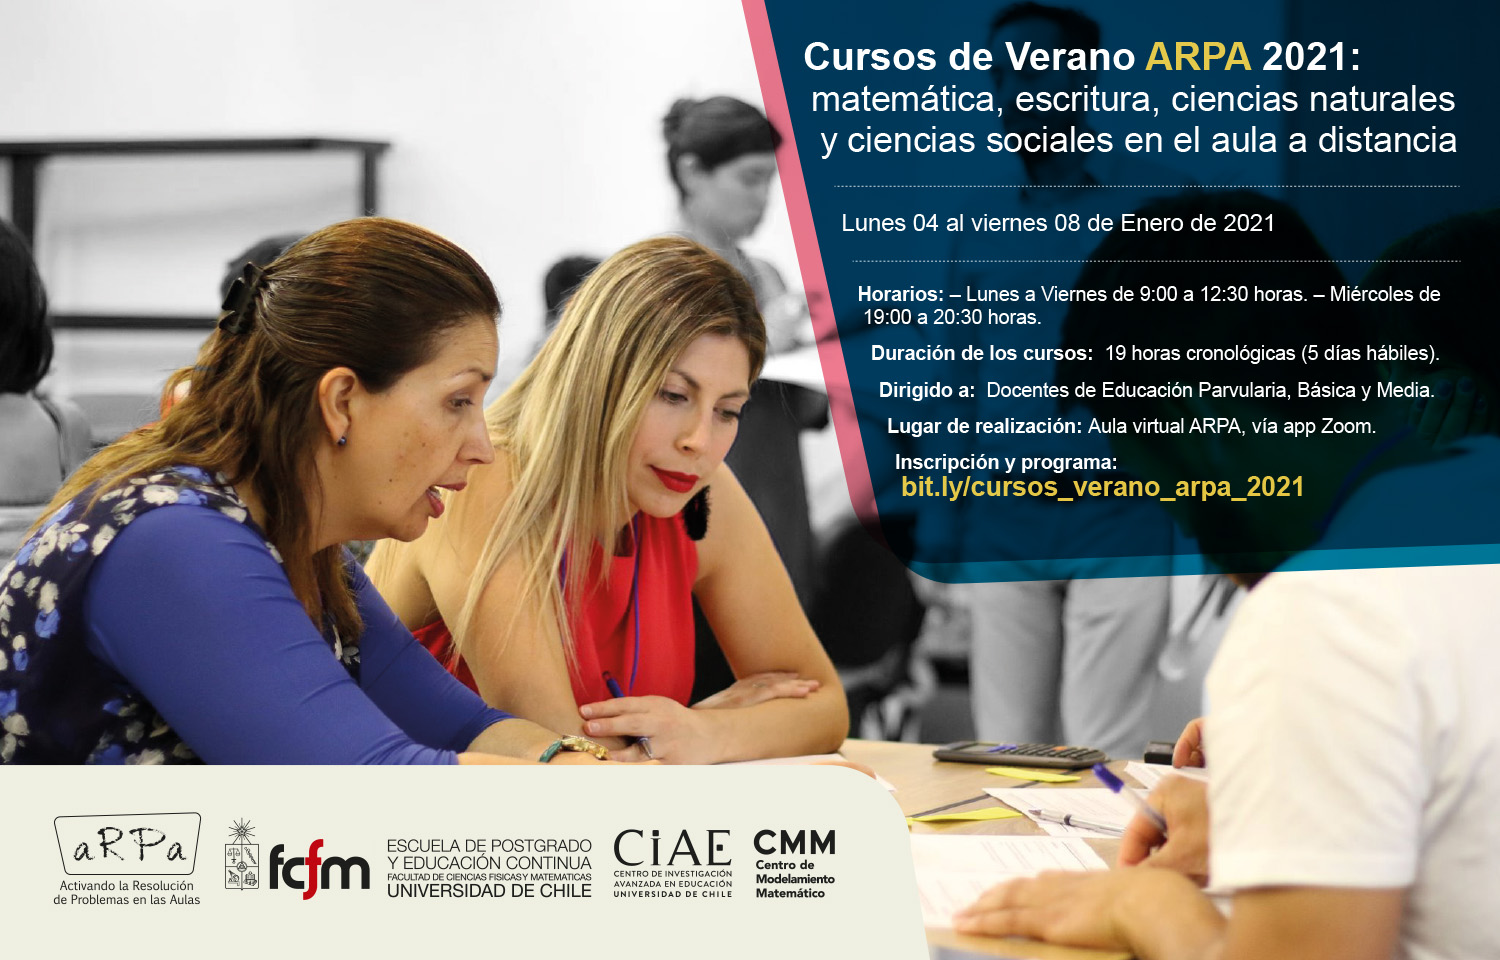 Cursos de Verano ARPA 2021:
matemática, escritura, ciencias naturales
y ciencias sociales en el aula a distancia
Lunes 04 al viernes 08 de Enero de 2021
Horarios: – Lunes a Viernes de 9:00 a 12:30 horas. – Miércoles de
19:00 a 20:30 horas.
Duración de los cursos: 19 horas cronológicas (5 días hábiles).
Dirigido a: Docentes de Educación Parvularia, Básica y Media.
Lugar de realización: Aula virtual ARPA, vía app Zoom.
Inscripción y programa:
bit.ly/cursos_verano_arpa_2021
aRPa
Activando la Resolución
de Problemas en las Aulas
fcfm
ESCUELA DE POSTGRADO
Y EDUCACIÓN CONTINUA
FACULTAD DE CIENCIAS FISICAS Y MATEMATICAS
UNIVERSIDAD DE CHILE
CiAE
CENTRO DE INVESTIGACIÓN
AVANZADA EN EDUCACIÓN
UNIVERSIDAD DE CHILE
CMM
Centro de
Modelamiento
Matemático